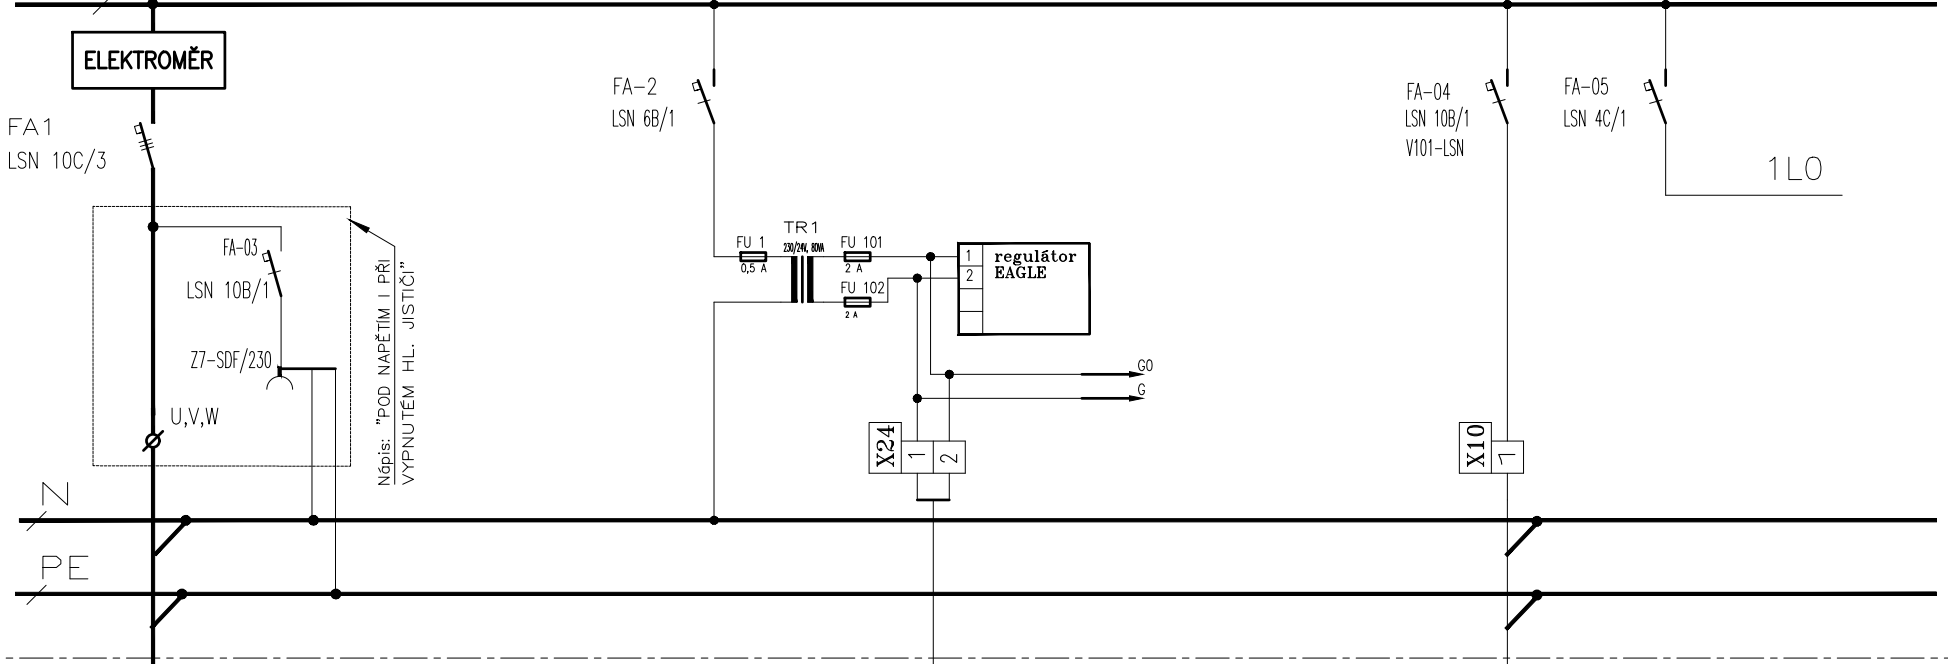 ELEKTROMĚR
FA1
LSN 10C/3
FA-03
LSN 10B/1
Z7-SDF/230
U,V,W
Nápis: "POD NAPĚTÍM I PŘI
VYPNUTÉM HL. JISTIČI"
FA-2
LSN 6B/1
FU 1
0,5 A
TR1
230/24V, 80VA
FU 101
2 A
FU 102
2 A
1
2
regulátor
EAGLE
G0
G
X24
1
2
FA-04
LSN 10B/1
V101-LSN
X10
7
FA-05
LSN 4C/1
1L0
N
PE